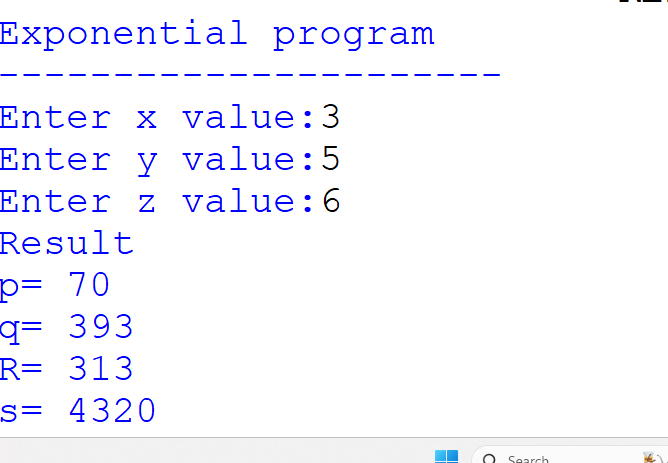 Exponential program
----------------------
Enter x value:3
Enter y value:5
Enter z value:6
Result
p= 70
q= 393
R= 313
s= 4320
Search